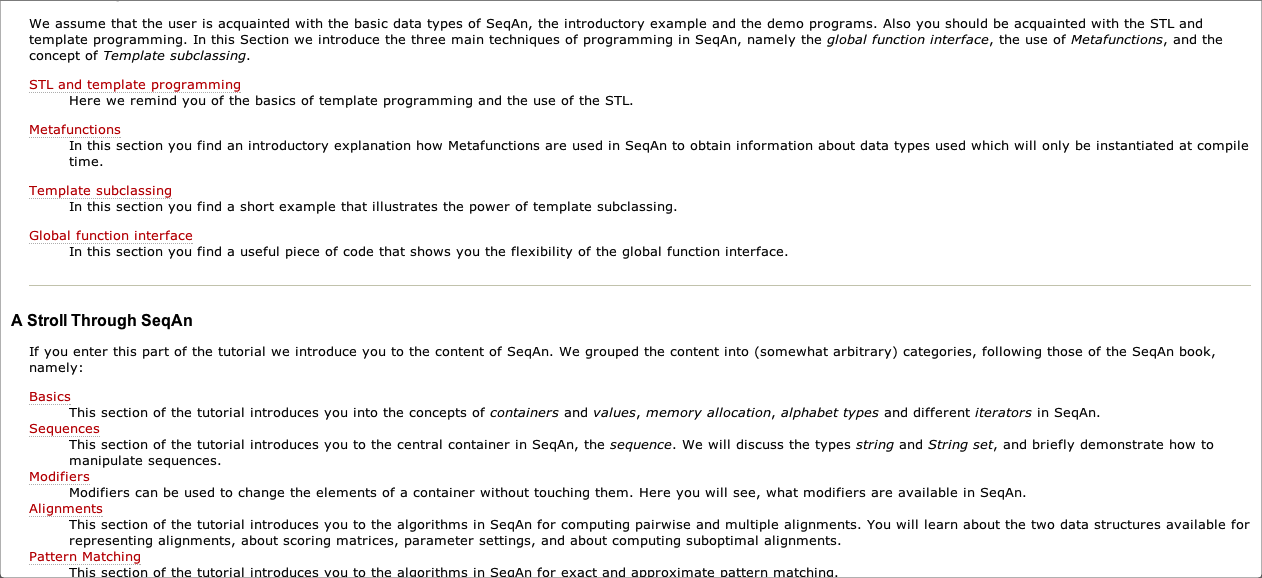 We assume that the user is acquainted with the basic data types of SeqAn, the introductory example and the demo programs. Also you should be acquainted with the STL and
template programming. In this Section we introduce the three main techniques of programming in SeqAn, namely the global function interface, the use of Metafunctions, and the
concept of Template subclassing.
STL and template programming
Here we remind you of the basics of template programming and the use of the STL.
Metafunctions
In this section you find an introductory explanation how Metafunctions are used in SeqAn to obtain information about data types used which will only be instantiated at compile
time.
Template subclassing
In this section you find a short example that illustrates the power of template subclassing.
Global function interface
In this section you find a useful piece of code that shows you the flexibility of the global function interface.
A Stroll Through SeqAn
If you enter this part of the tutorial we introduce you to the content of SeqAn. We grouped the content into (somewhat arbitrary) categories, following those of the SeqAn book,
namely:
Basics
This section of the tutorial introduces you into the concepts of containers and values, memory allocation, alphabet types and different iterators in SeqAn.
Sequences
This section of the tutorial introduces you to the central container in SeqAn, the sequence. We will discuss the types string and String set, and briefly demonstrate how to
manipulate sequences.
Modifiers
Modifiers can be used to change the elements of a container without touching them. Here you will see, what modifiers are available in SeqAn.
Alignments
This section of the tutorial introduces you to the algorithms in SeqAn for computing pairwise and multiple alignments. You will learn about the two data structures available for
representing alignments, about scoring matrices, parameter settings, and about computing suboptimal alignments.
Pattern Matching
This section of the tutorial introduces you to the algorithms in SeqAn for exact and approximate pattern matching.